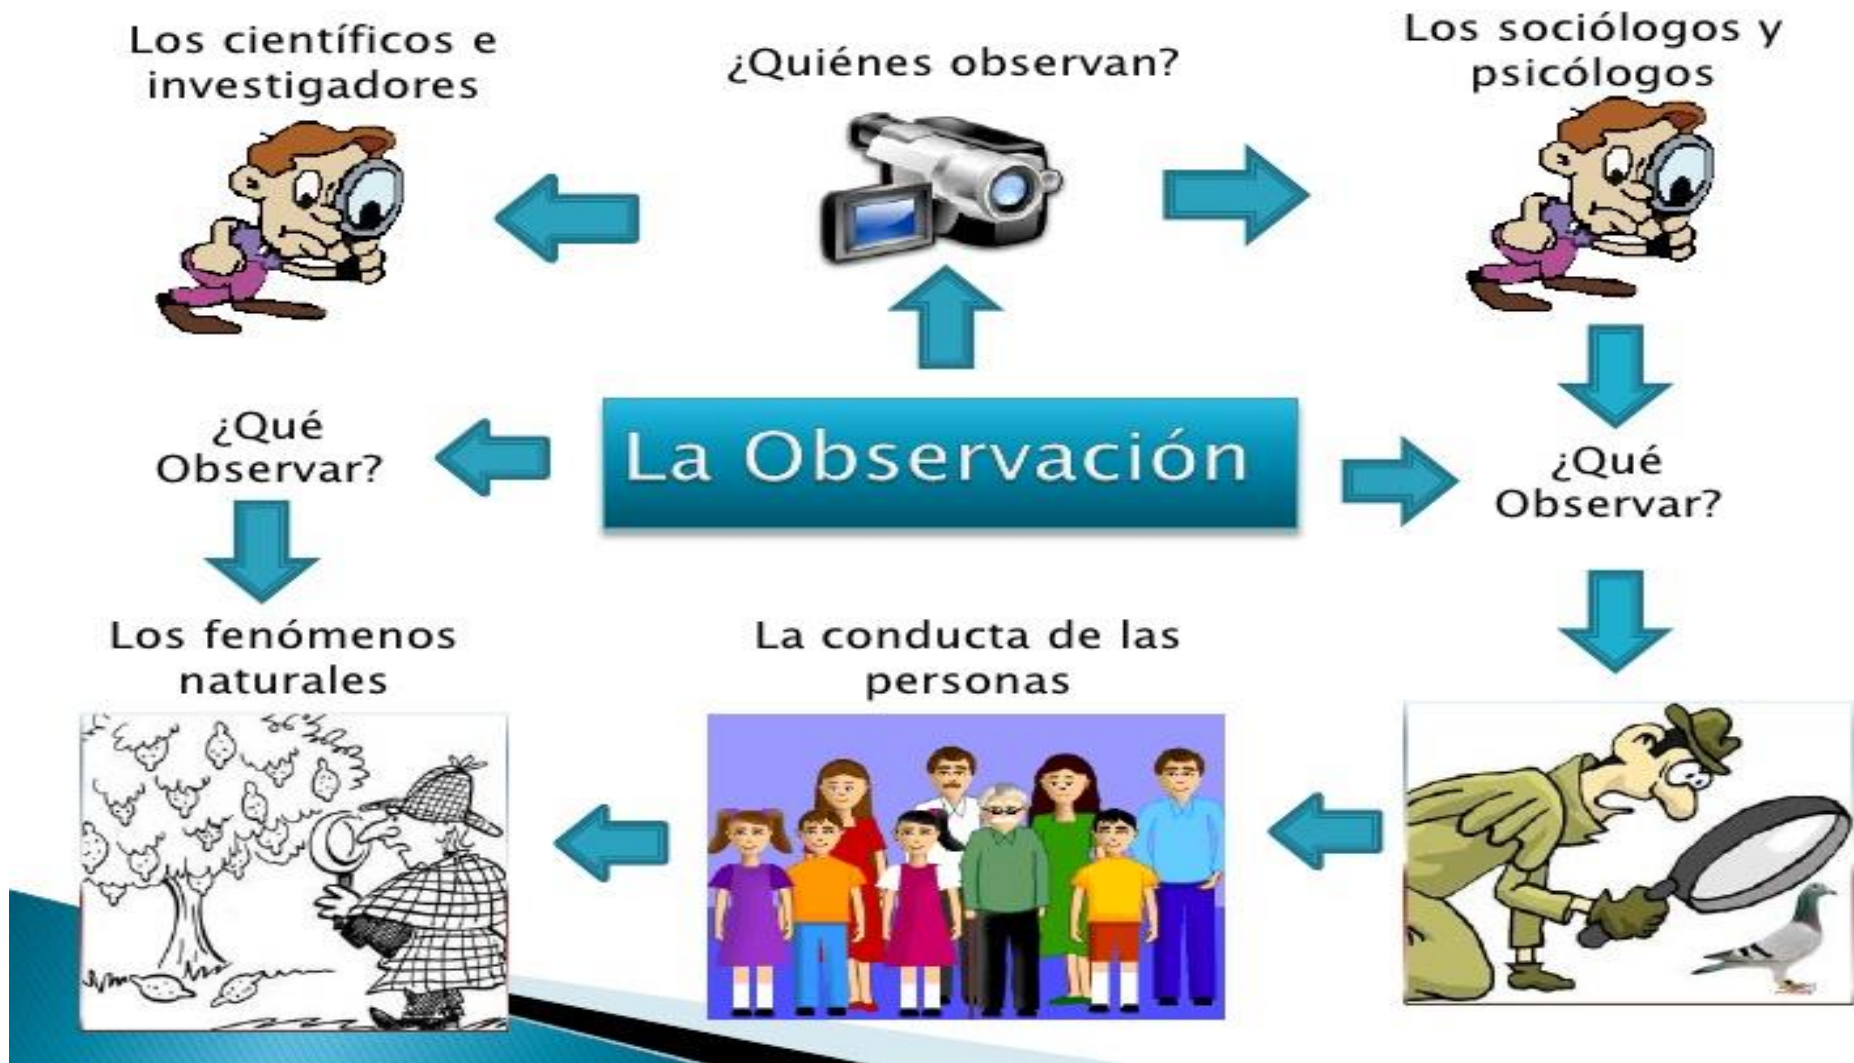 Los científicos e
investigadores
¿Quiénes observan?
Los sociólogos y
psicólogos
¿Qué
Observar?
La Observación
¿Qué
Observar?
Los fenómenos
naturales
La conducta de las
personas